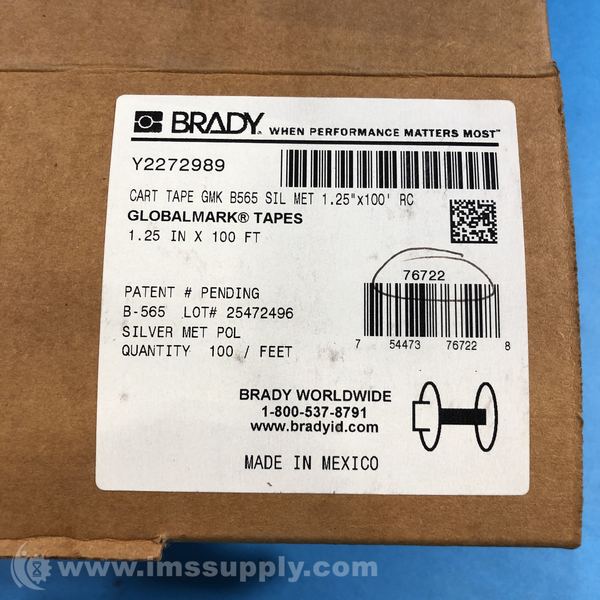 BRADY. WHEN PERFORMANCE MATTERS MOST™
Y2272989
CART TAPE GMK B565 SIL MET 1.25"x100' RC
GLOBALMARK® TAPES
1.25 IN X 100 FT
76722
PATENT # PENDING
B-565 LOT# 25472496
SILVER MET POL
QUANTITY 100 / FEET
7 54473 76722 8
BRADY WORLDWIDE
1-800-537-8791
www.bradyid.com
MADE IN MEXICO
www.imssupply.com